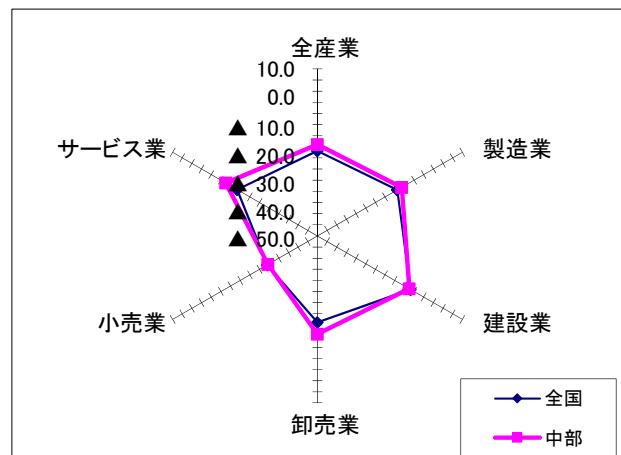 全産業
10.0
0.0
▲ 10.0
▲ 20.0
▲ 30.0
▲ 40.0
▲ 50.0
サービス業
製造業
小売業
建設業
卸売業
全国
中部